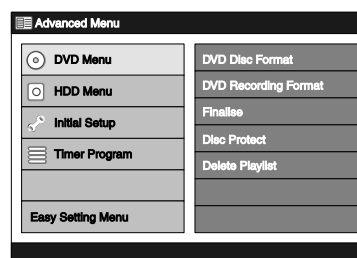 Advanced Menu
DVD Menu
HDD Menu
Initial Setup
Timer Program
Easy Setting Menu
DVD Disc Format
DVD Recording Format
Finalise
Disc Protect
Delete Playlist